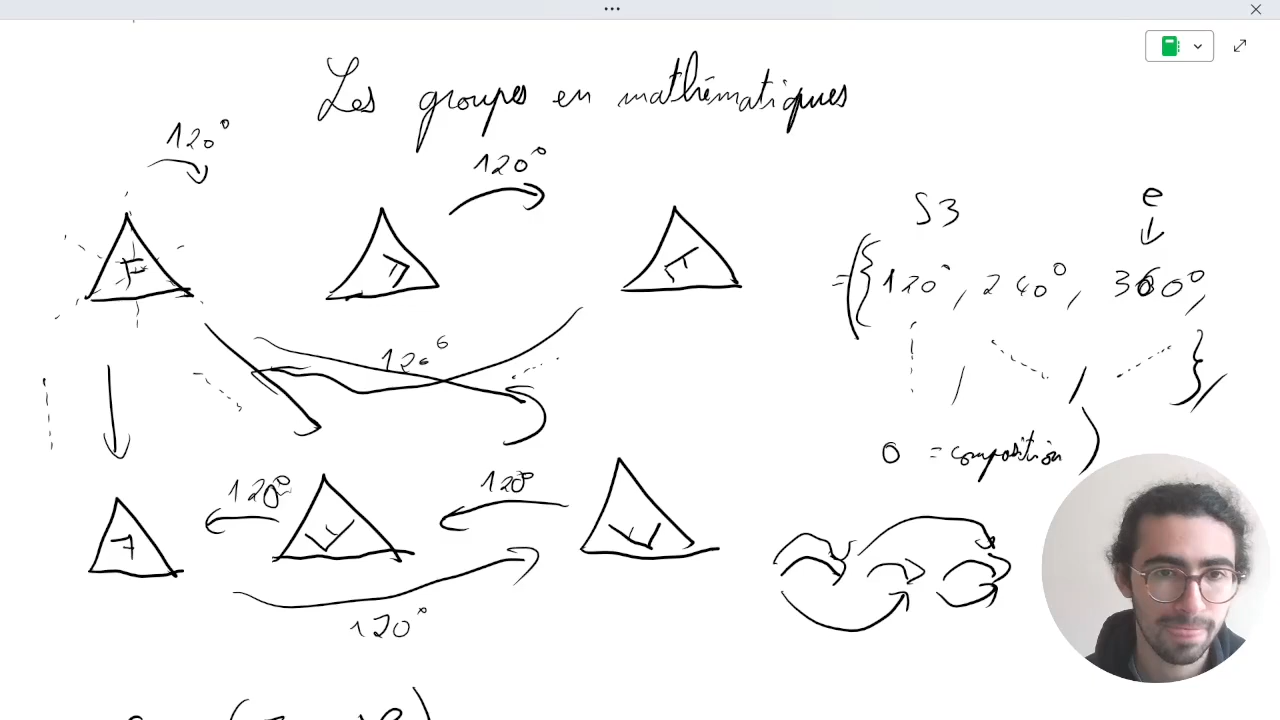 Les groupes en mathématiques
120°
120°
S3
e
= ({ 120°, 240°, 360°,
120°
}
o = composition )
120° 120°
120°